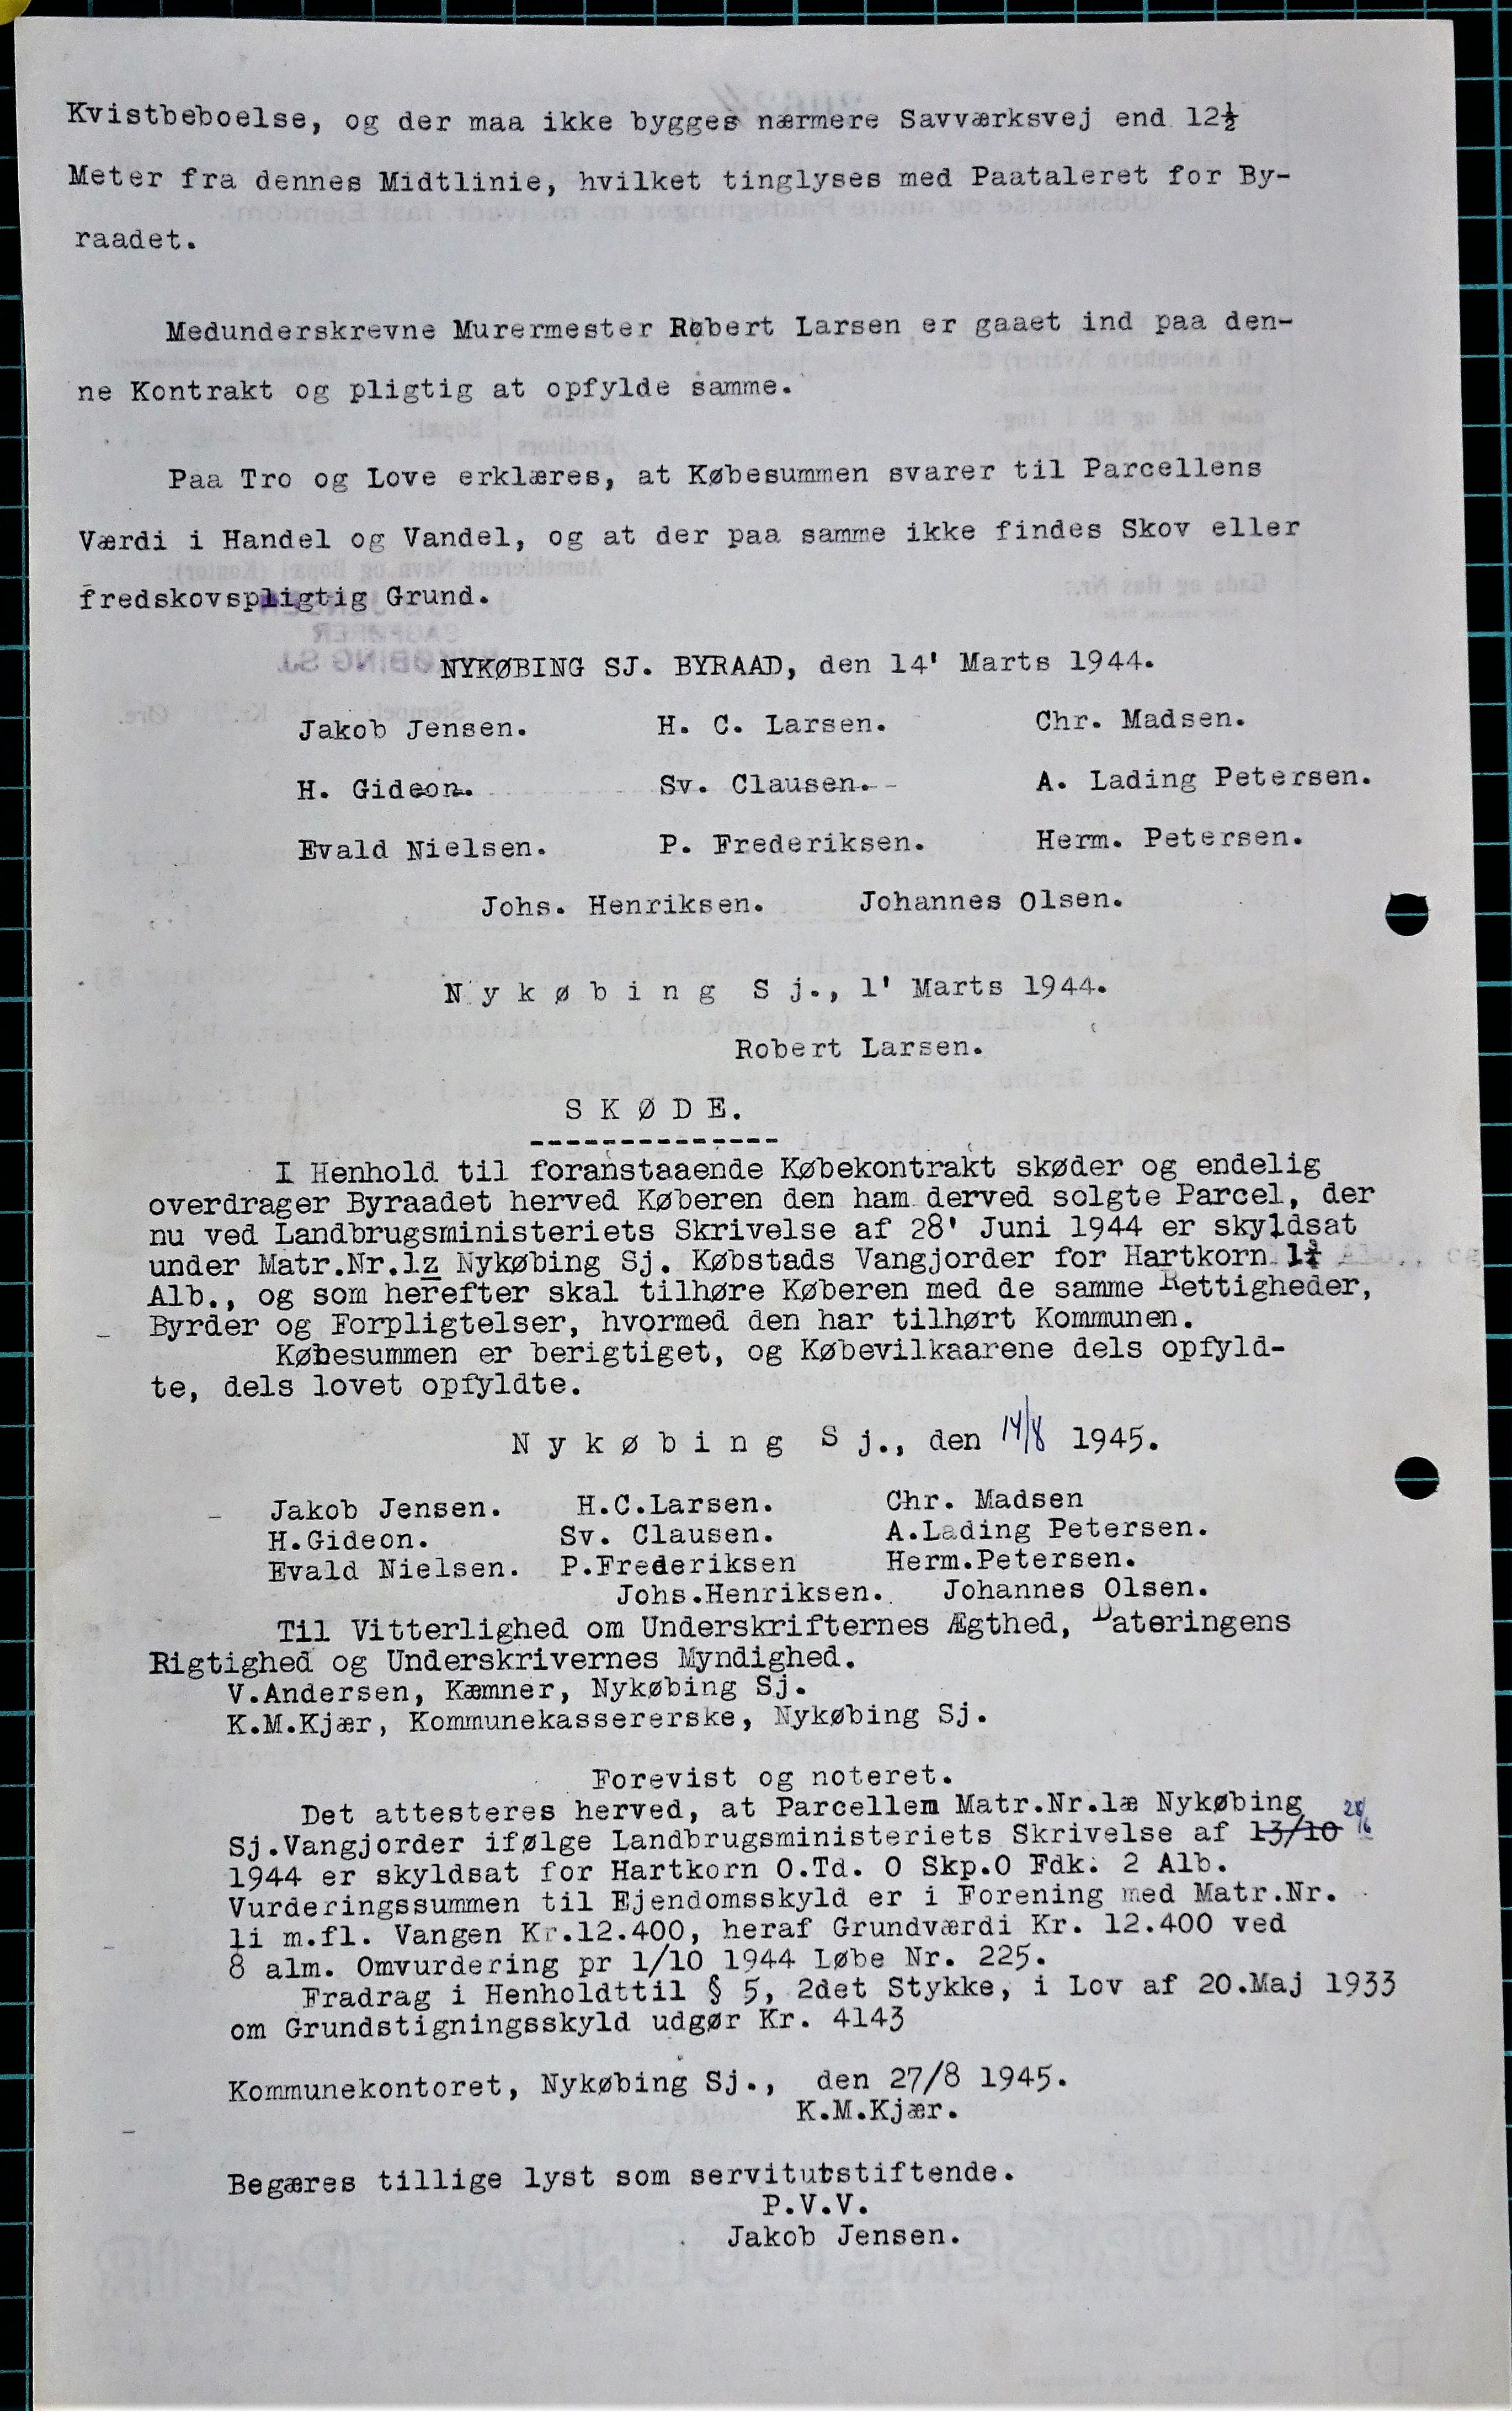 Kvistbeboelse, og der maa ikke bygges nærmere Savværksvej end 12½
Meter fra dennes Midtlinie, hvilket tinglyses med Paataleret for By-
raadet.
Medunderskrevne Murermester Robert Larsen er gaaet ind paa den-
ne Kontrakt og pligtig at opfylde samme.
Paa Tro og Love erklæres, at Købesummen svarer til Parcellens
Værdi i Handel og Vandel, og at der paa samme ikke findes Skov eller
fredskovspligtig Grund.
NYKØBING SJ. BYRAAD, den 14' Marts 1944.
Jakob Jensen. H. C. Larsen. Chr. Madsen.
H. Gideon. Sv. Clausen. A. Lading Petersen.
Evald Nielsen. P. Frederiksen. Herm. Petersen.
Johs. Henriksen. Johannes Olsen.
Nykøbing Sj., 1' Marts 1944.
Robert Larsen.
SKØDE.
--------------
I Henhold til foranstaaende Købekontrakt skøder og endelig
overdrager Byraadet herved Køberen den ham derved solgte Parcel, der
nu ved Landbrugsministeriets Skrivelse af 28' Juni 1944 er skyldsat
under Matr.Nr.1z Nykøbing Sj. Købstads Vangjorder for Hartkorn
Alb., og som herefter skal tilhøre Køberen med de samme Rettigheder,
Byrder og Forpligtelser, hvormed den har tilhørt Kommunen.
Købesummen er berigtiget, og Købevilkaarene dels opfyld-
te, dels lovet opfyldte.
Nykøbing Sj., den 14/8 1945.
Jakob Jensen. H.C.Larsen. Chr. Madsen
H.Gideon. Sv. Clausen. A.Lading Petersen.
Evald Nielsen. P.Frederiksen Herm.Petersen.
Johs.Henriksen. Johannes Olsen.
Til Vitterlighed om Underskrifternes Ægthed, Dateringens
Rigtighed og Underskrivernes Myndighed.
V.Andersen, Kæmner, Nykøbing Sj.
K.M.Kjær, Kommunekassererske, Nykøbing Sj.
Forevist og noteret.
Det attesteres herved, at Parcellen Matr.Nr.1æ Nykøbing
Sj.Vangjorder ifølge Landbrugsministeriets Skrivelse af 13/10 28/6
1944 er skyldsat for Hartkorn 0.Td. 0 Skp.0 Fdk. 2 Alb.
Vurderingssummen til Ejendomsskyld er i Forening med Matr.Nr.
1i m.fl. Vangen Kr.12.400, heraf Grundværdi Kr. 12.400 ved
8 alm. Omvurdering pr 1/10 1944 Løbe Nr. 225.
Fradrag i Henholdttil § 5, 2det Stykke, i Lov af 20.Maj 1933
om Grundstigningsskyld udgør Kr. 4143
Kommunekontoret, Nykøbing Sj., den 27/8 1945.
K.M.Kjær.
Begæres tillige lyst som servitutstiftende.
P.V.V.
Jakob Jensen.